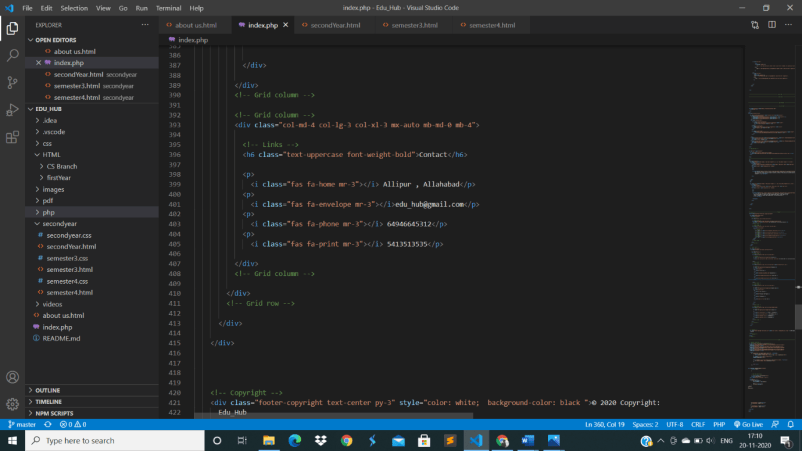 File Edit Selection View Go Run Terminal Help
index.php - Edu_Hub - Visual Studio Code
EXPLORER
about us.html
index.php
secondYear.html
semester3.html
semester4.html
index.php
OPEN EDITORS
about us.html
index.php
secondYear.html secondyear
semester3.html secondyear
semester4.html secondyear
EDU_HUB
.idea
.vscode
css
HTML
CS Branch
firstYear
images
pdf
php
secondyear
secondyear.css
secondYear.html
semester3.css
semester3.html
semester4.css
semester4.html
videos
about us.html
index.php
README.md
OUTLINE
TIMELINE
NPM SCRIPTS
385
386
387 </div>
388
389 </div>
390 <!-- Grid column -->
391
392 <!-- Grid column -->
393 <div class="col-md-4 col-lg-3 col-xl-3 mx-auto mb-md-0 mb-4">
394
395 <!-- Links -->
396 <h6 class="text-uppercase font-weight-bold">Contact</h6>
397
398 <p>
399 <i class="fas fa-home mr-3"></i> Allipur , Allahabad</p>
400 <p>
401 <i class="fas fa-envelope mr-3"></i>edu_hub@gmail.com</p>
402 <p>
403 <i class="fas fa-phone mr-3"></i> 64946645312</p>
404 <p>
405 <i class="fas fa-print mr-3"></i> 5413513535</p>
406
407 </div>
408 <!-- Grid column -->
409
410 </div>
411 <!-- Grid row -->
412
413 </div>
414
415 </div>
416
417
418
419
420 <!-- Copyright -->
421 <div class="footer-copyright text-center py-3" style="color: white;  background-color: black ">© 2020 Copyright:
422 Edu_Hub
master
0 0
Ln 360, Col 19
Spaces: 2
UTF-8
CRLF
PHP
Go Live
Type here to search
ENG
17:10
20-11-2020